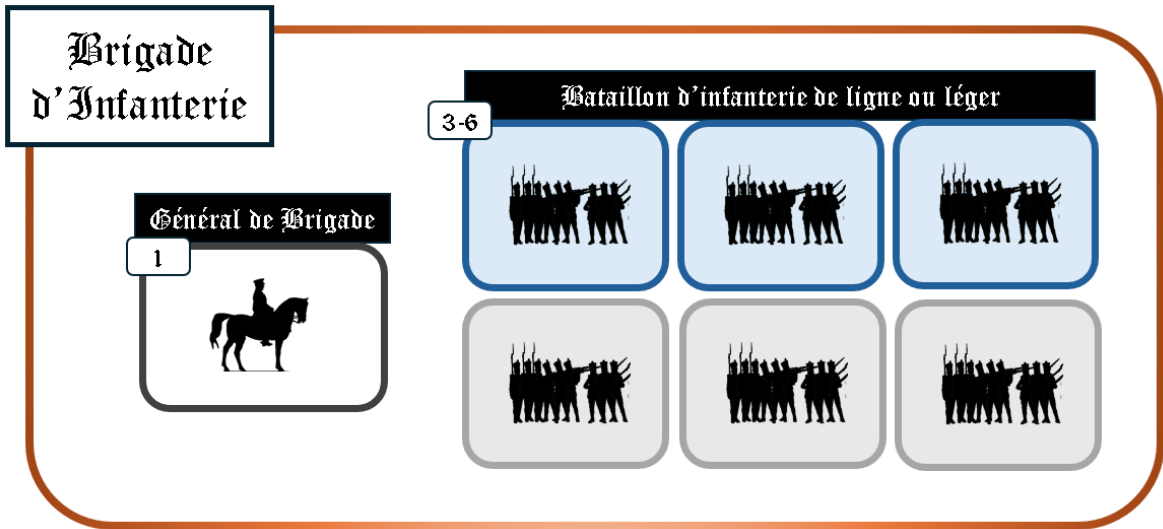 Brigade
d'Infanterie
Bataillon d'infanterie de ligne ou léger
3-6
Général de Brigade
1